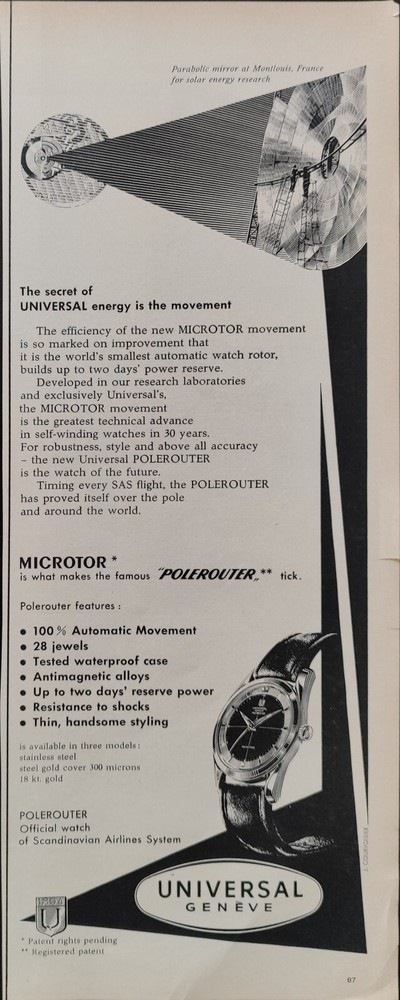 Parabolic mirror at Montlouis, France
for solar energy research
The secret of
UNIVERSAL energy is the movement
The efficiency of the new MICROTOR movement
is so marked on improvement that
it is the world's smallest automatic watch rotor,
builds up to two days' power reserve.
Developed in our research laboratories
and exclusively Universal's,
the MICROTOR movement
is the greatest technical advance
in self-winding watches in 30 years.
For robustness, style and above all accuracy
– the new Universal POLEROUTER
is the watch of the future.
Timing every SAS flight, the POLEROUTER
has proved itself over the pole
and around the world.
MICROTOR *
is what makes the famous "POLEROUTER„** tick.
Polerouter features :
• 100 % Automatic Movement
• 28 jewels
• Tested waterproof case
• Antimagnetic alloys
• Up to two days' reserve power
• Resistance to shocks
• Thin, handsome styling
is available in three models :
stainless steel
steel gold cover 300 microns
18 kt. gold
POLEROUTER
Official watch
of Scandinavian Airlines System
UNIVERSAL
GENÈVE
* Patent rights pending
** Registered patent
67